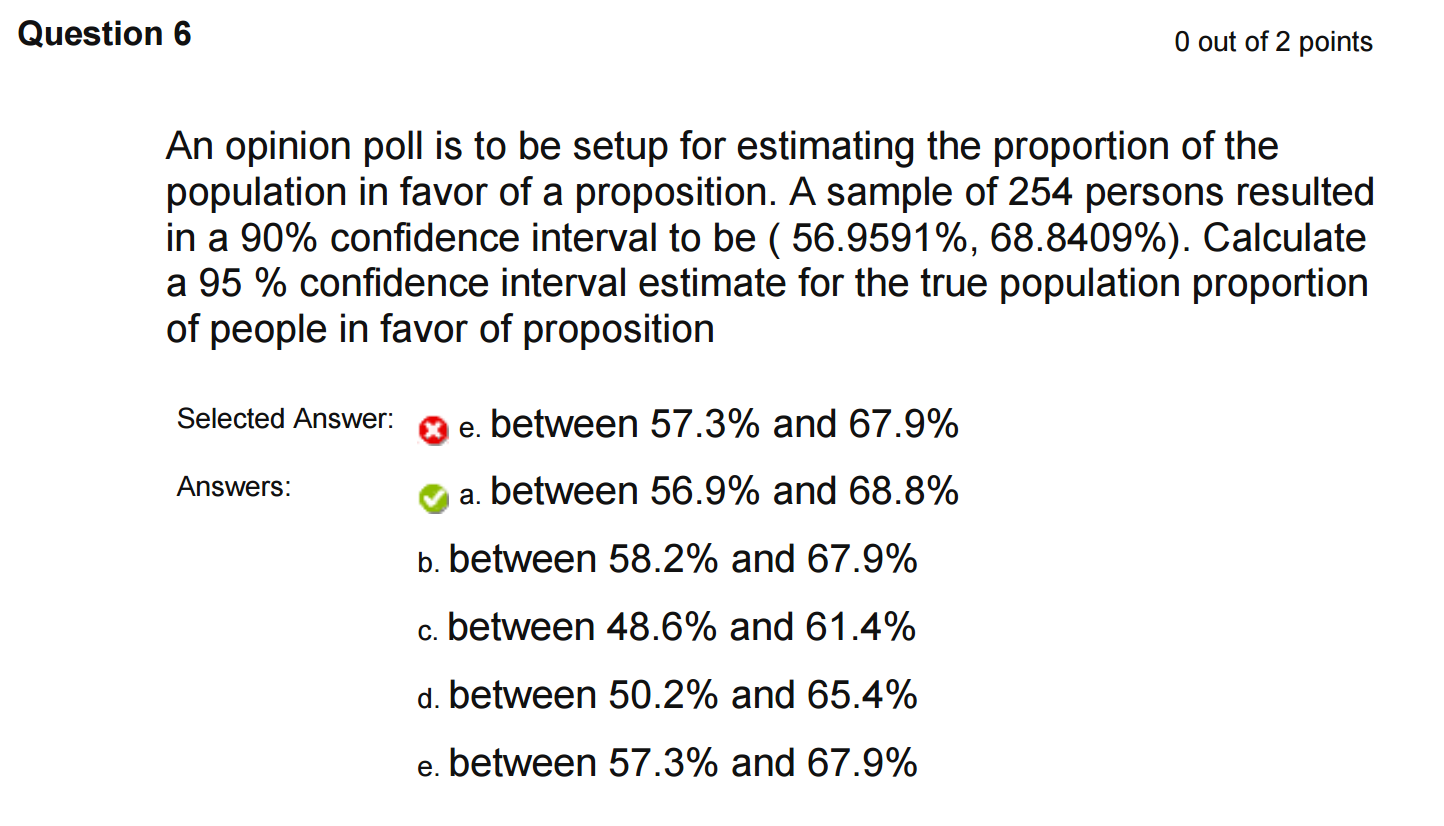 Question 6
0 out of 2 points
An opinion poll is to be setup for estimating the proportion of the
population in favor of a proposition. A sample of 254 persons resulted
in a 90% confidence interval to be ( 56.9591%, 68.8409%). Calculate
a 95 % confidence interval estimate for the true population proportion
of people in favor of proposition
Selected Answer: e. between 57.3% and 67.9%
Answers: a. between 56.9% and 68.8%
b. between 58.2% and 67.9%
c. between 48.6% and 61.4%
d. between 50.2% and 65.4%
e. between 57.3% and 67.9%